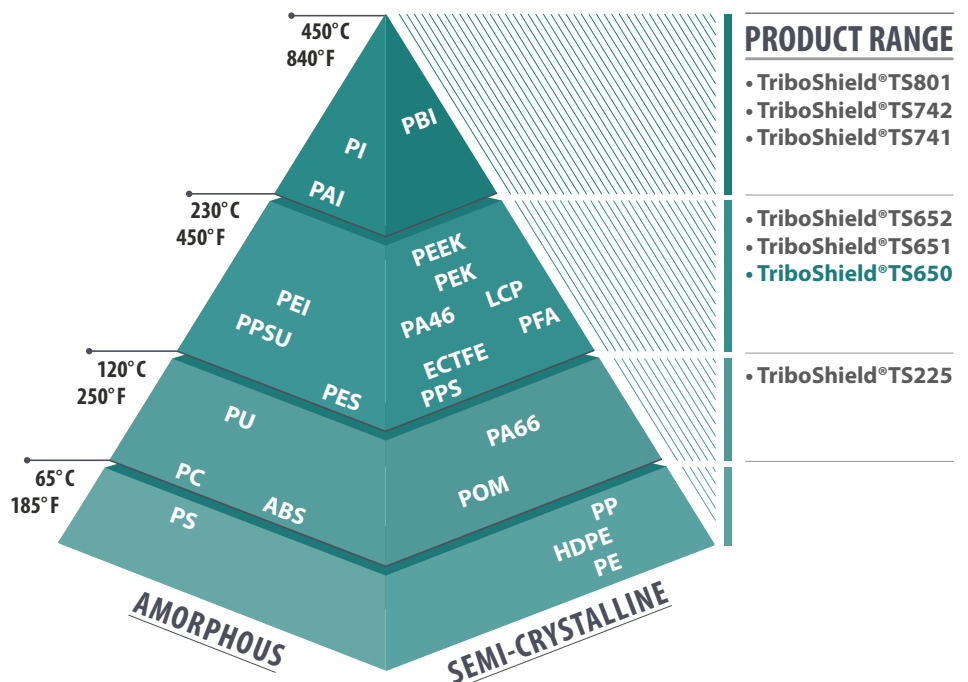 450°C
840°F
PBI
PI
PAI
230°C
450°F
PEEK
PEK
LCP
PEI
PA46
PFA
PPSU
ECTFE
120°C
250°F
PES
PPS
PU
PA66
65°C
185°F
PC
ABS
POM
PS
PP
HDPE
PE
AMORPHOUS
SEMI-CRYSTALLINE
PRODUCT RANGE
• TriboShield®TS801
• TriboShield®TS742
• TriboShield®TS741
• TriboShield®TS652
• TriboShield®TS651
• TriboShield®TS650
• TriboShield®TS225